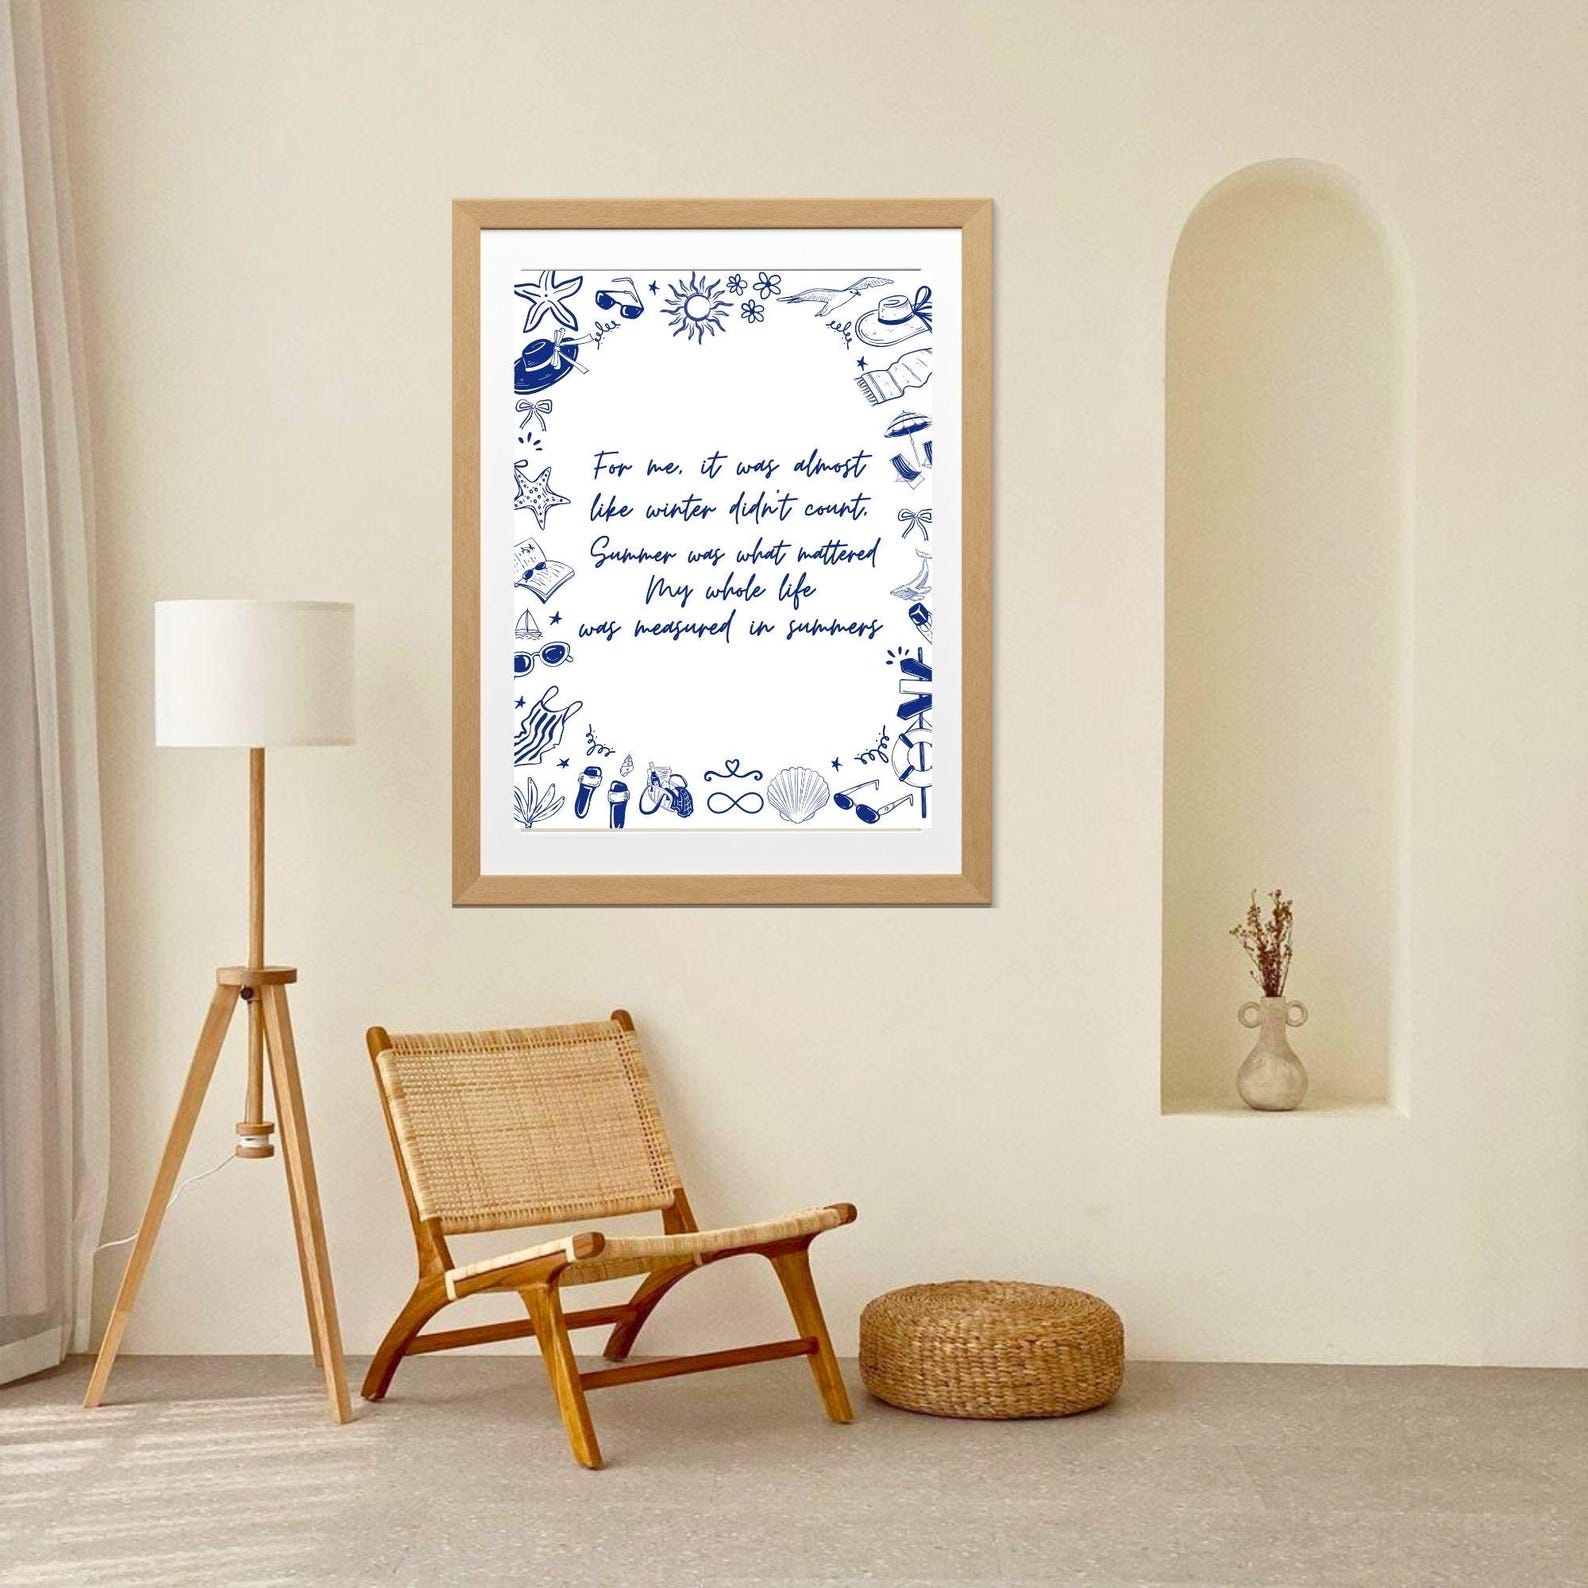 For me, it was almost
like winter didn't count,
Summer was what mattered
My whole life
was measured in summers